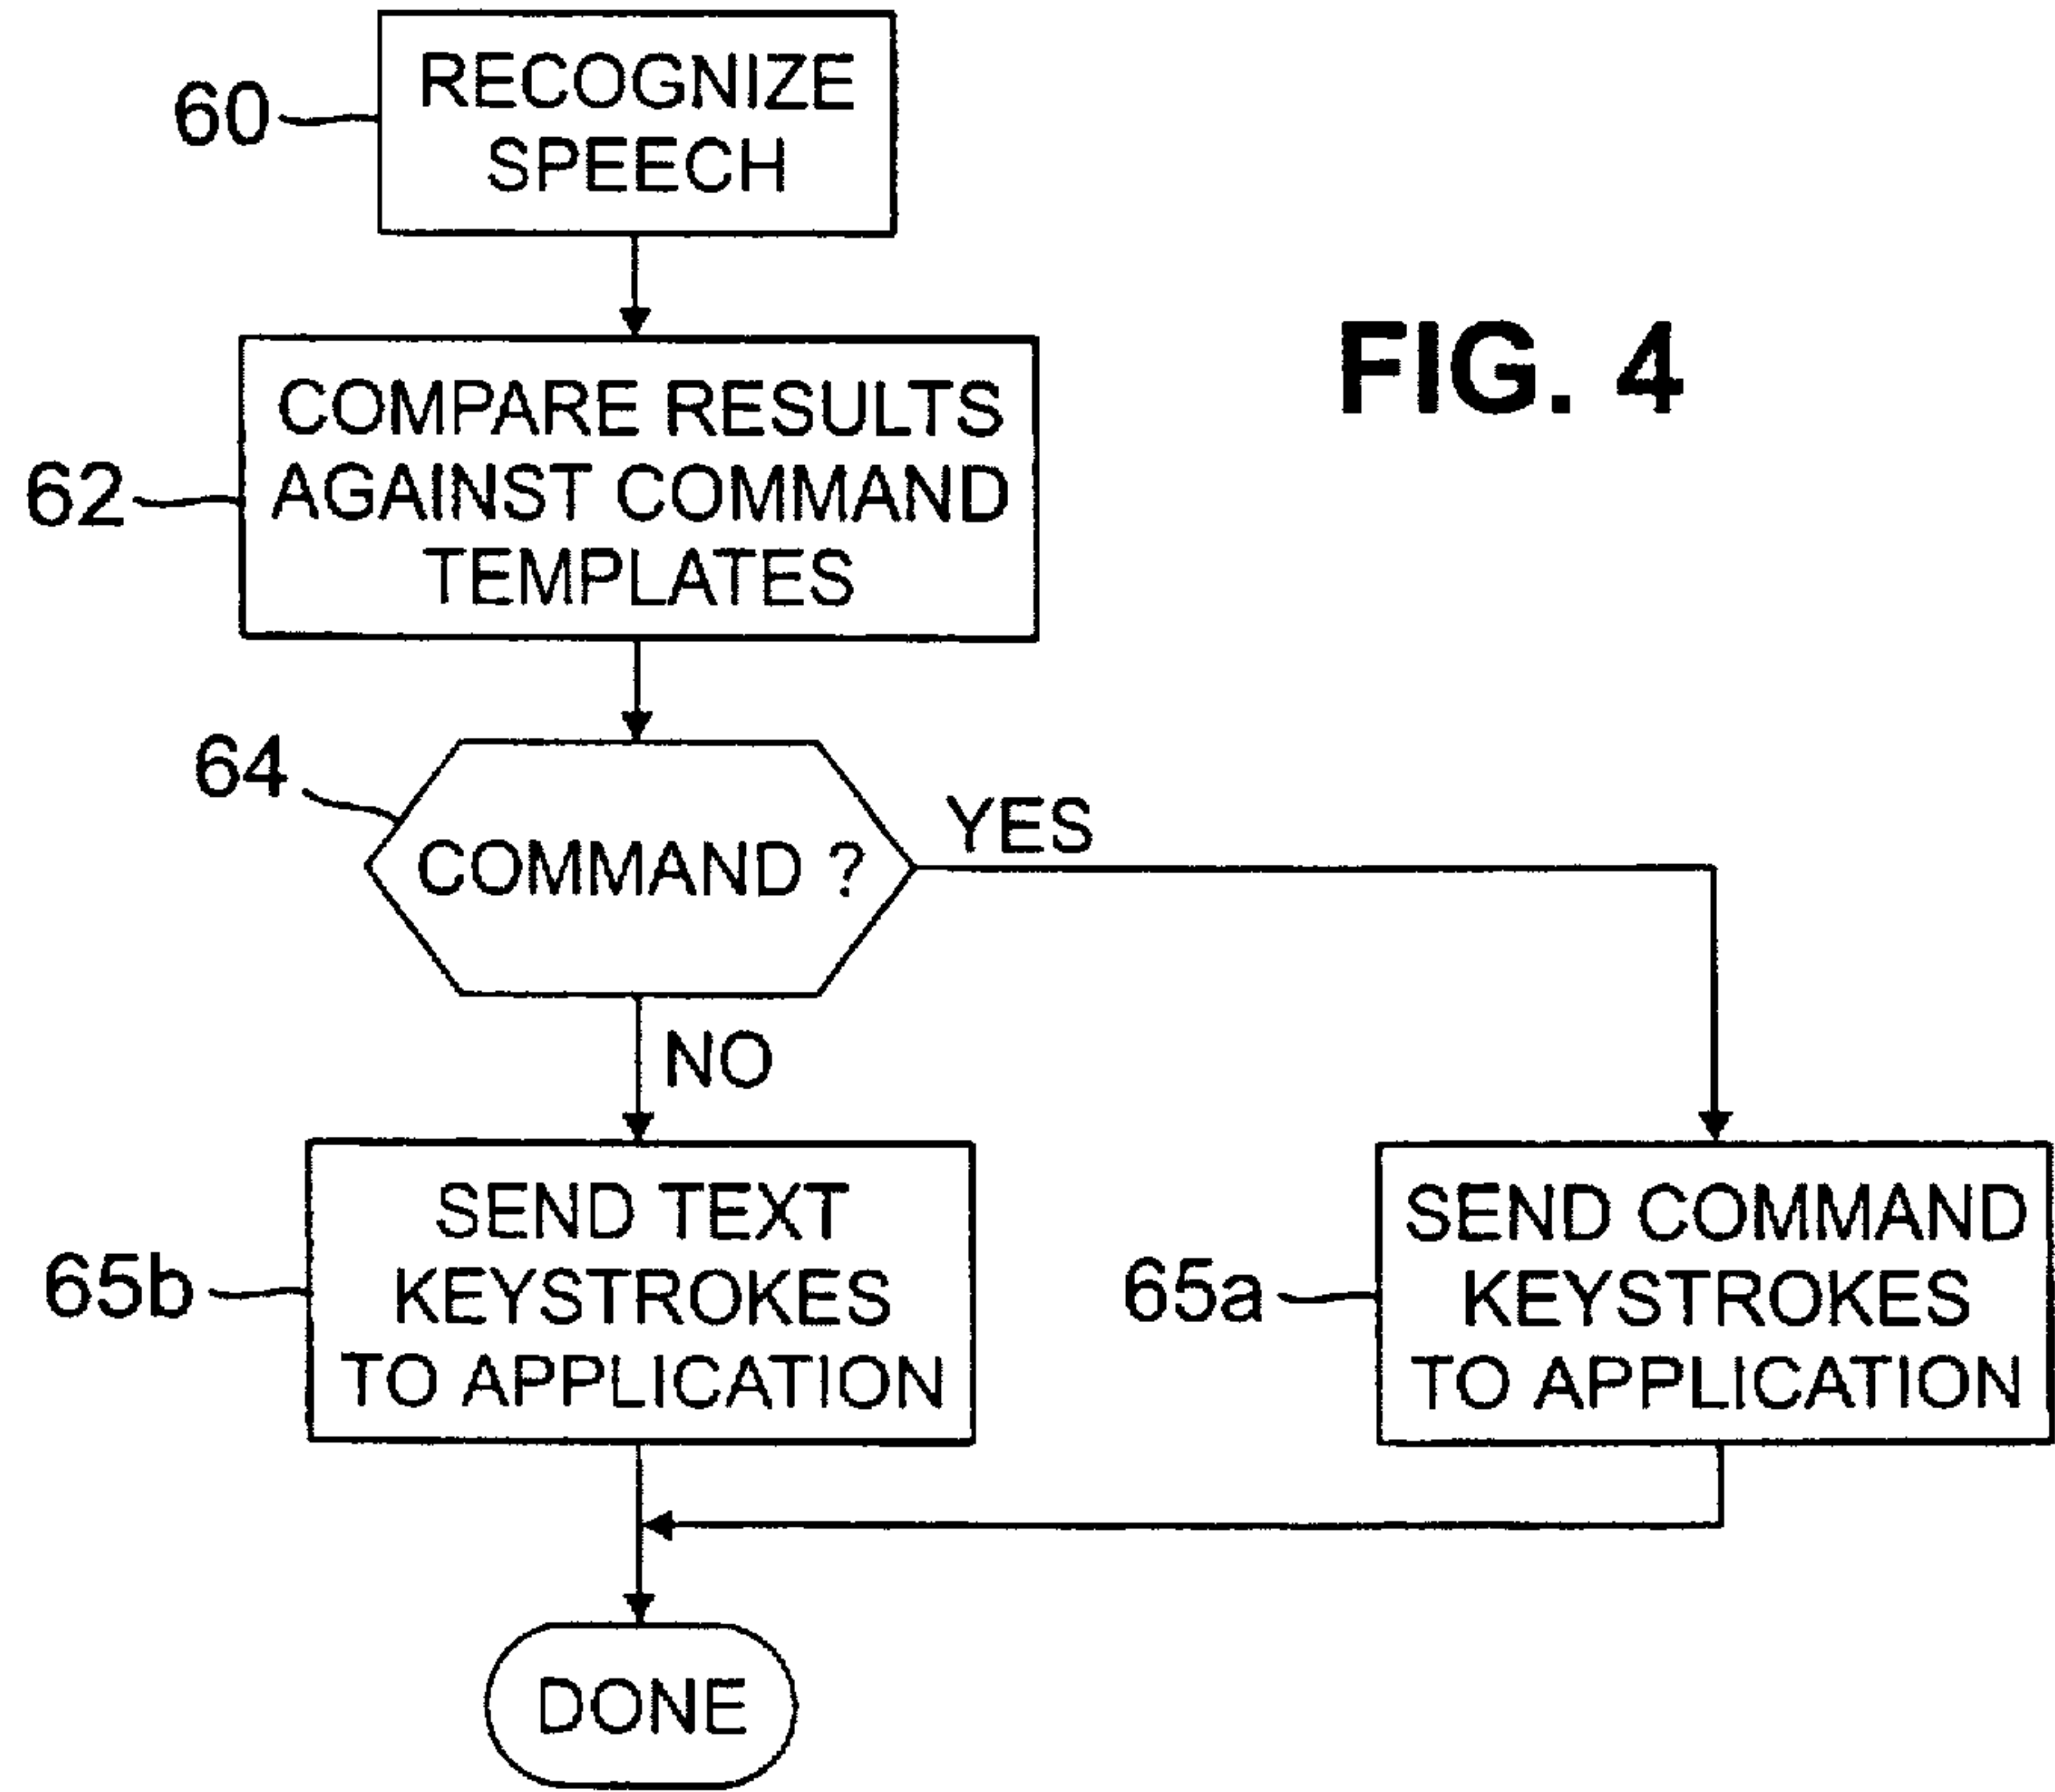 60
RECOGNIZE
SPEECH
FIG. 4
62
COMPARE RESULTS
AGAINST COMMAND
TEMPLATES
64
COMMAND ?
YES
NO
65b
SEND TEXT
KEYSTROKES
TO APPLICATION
65a
SEND COMMAND
KEYSTROKES
TO APPLICATION
DONE